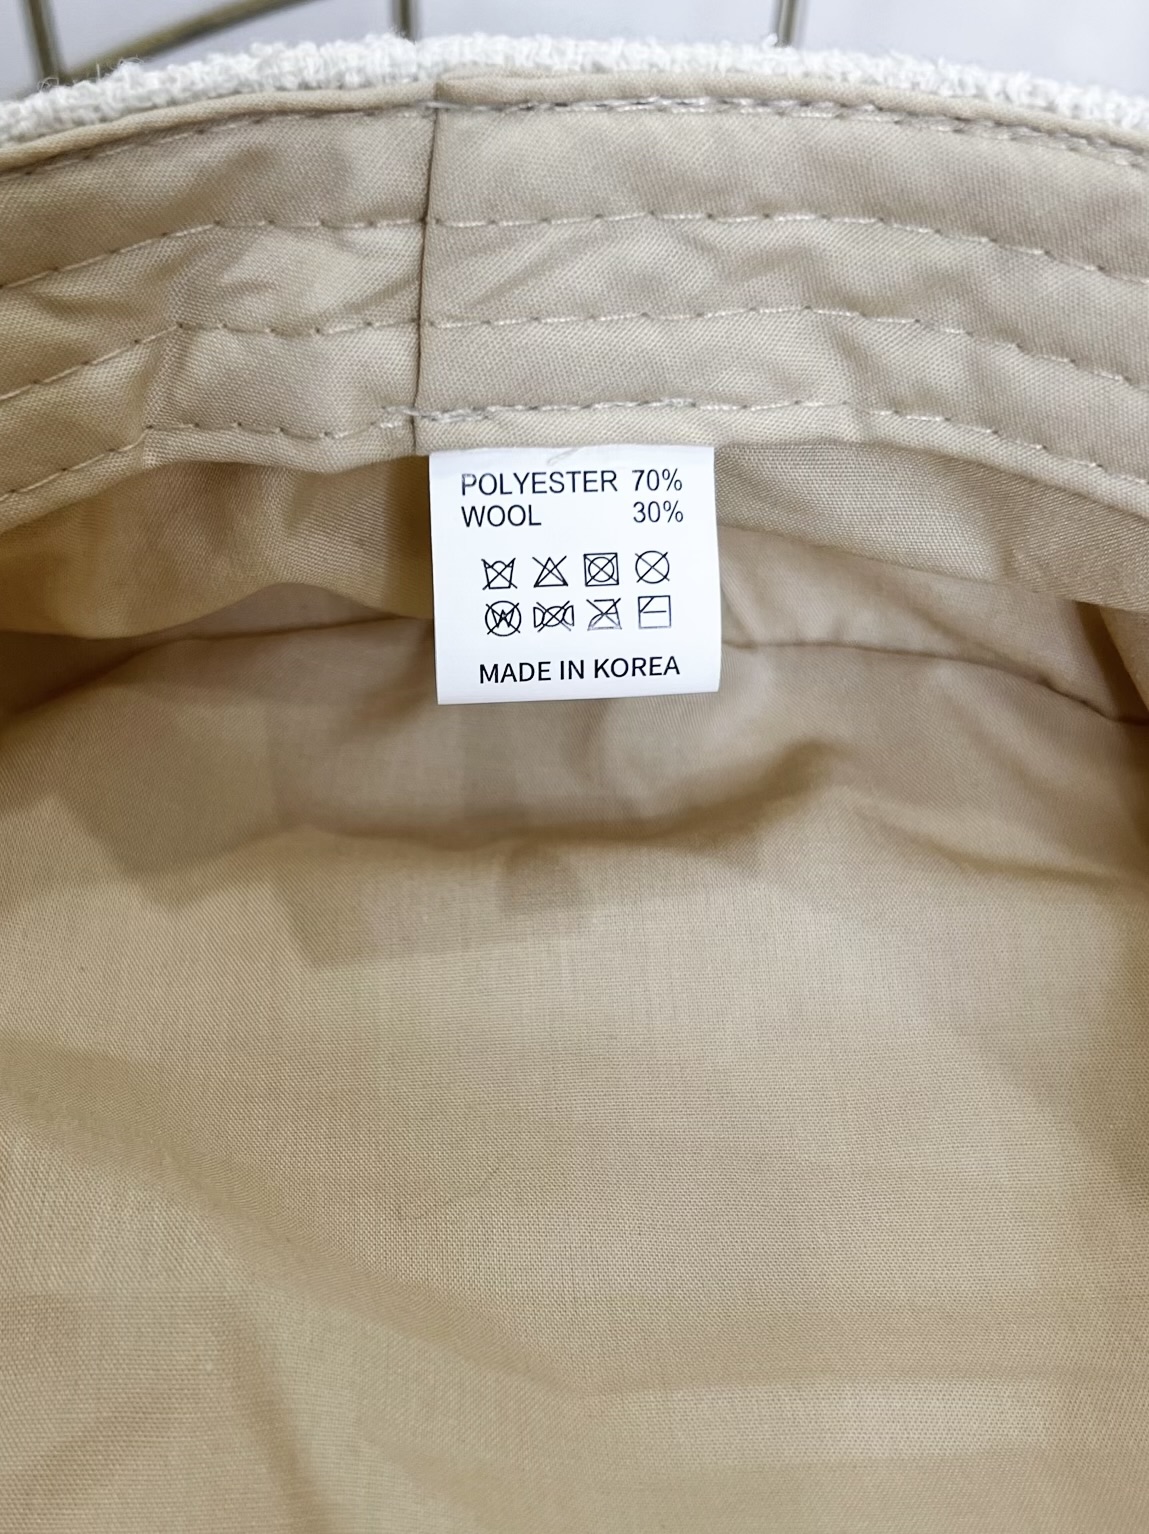 POLYESTER 70%
WOOL 30%
MADE IN KOREA